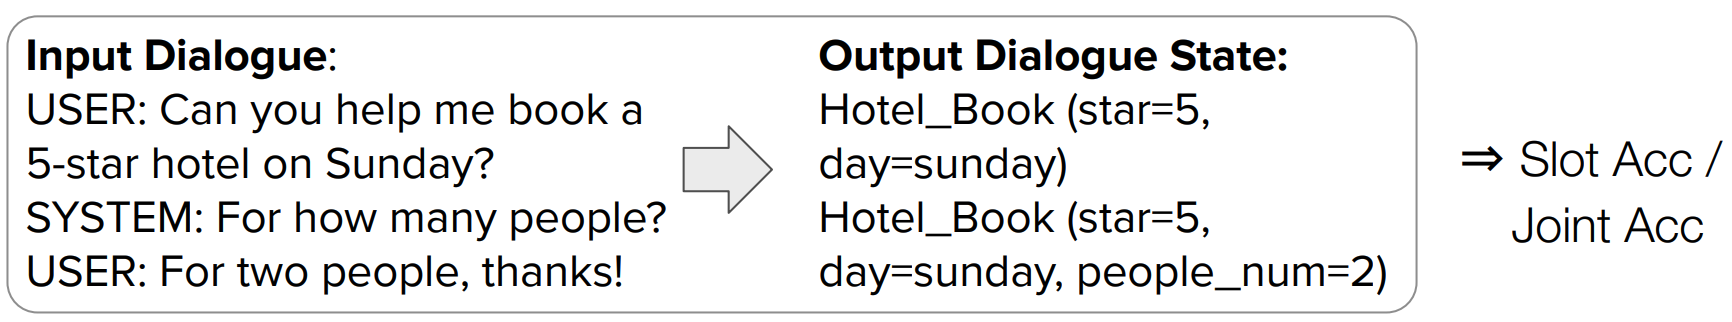 Input Dialogue:
USER: Can you help me book a
5-star hotel on Sunday?
SYSTEM: For how many people?
USER: For two people, thanks!
Output Dialogue State:
Hotel_Book (star=5,
day=sunday)
Hotel_Book (star=5,
day=sunday, people_num=2)
⇒ Slot Acc /
Joint Acc